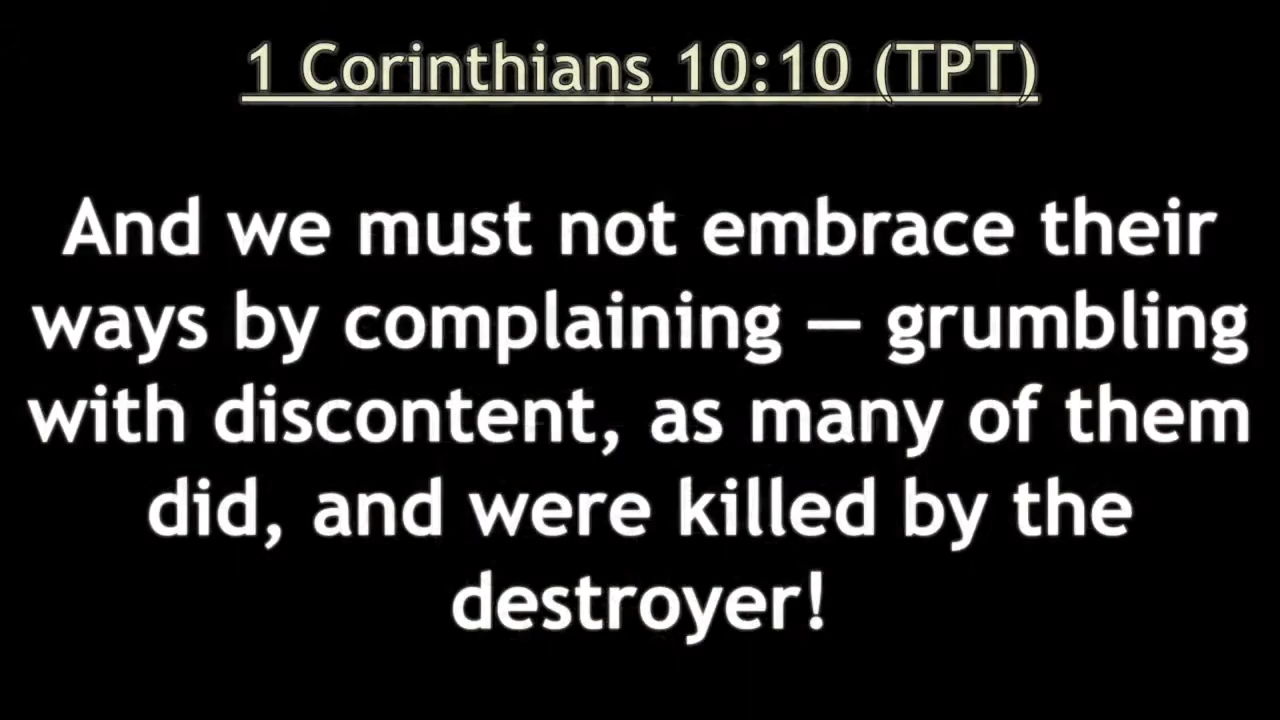 1 Corinthians 10:10 (TPT)
And we must not embrace their
ways by complaining — grumbling
with discontent, as many of them
did, and were killed by the
destroyer!